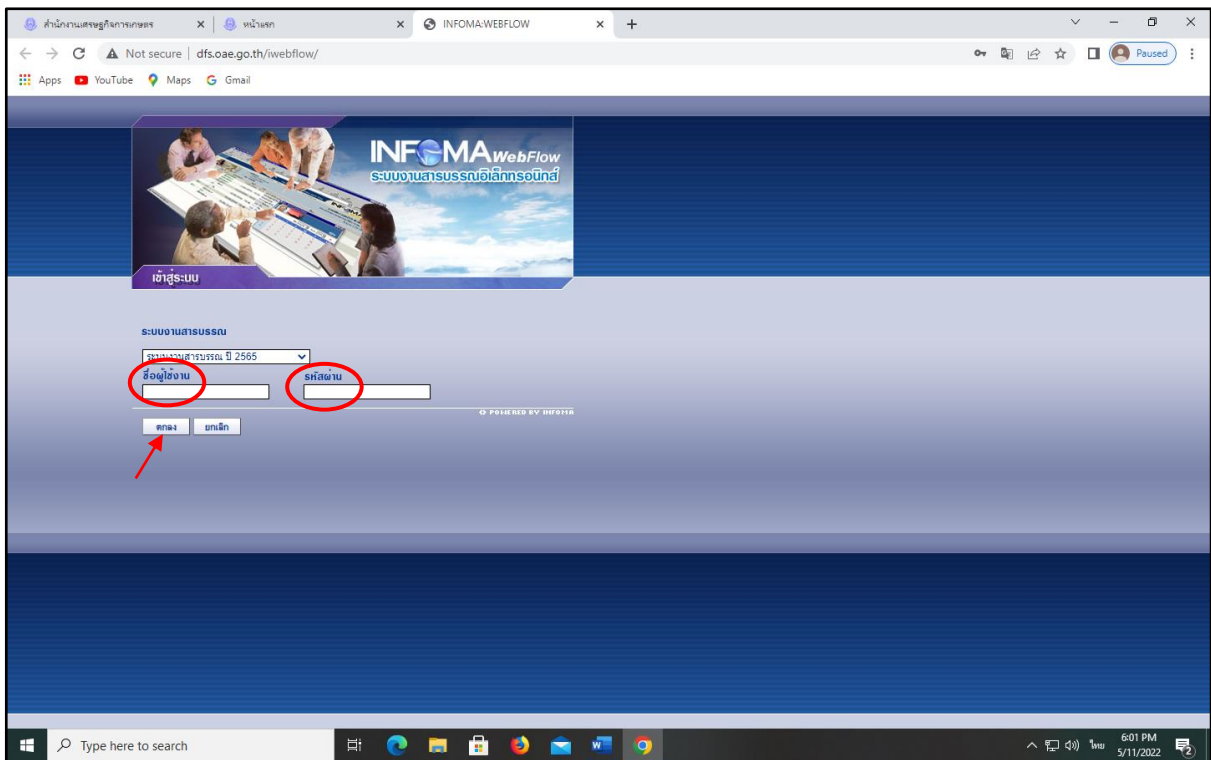 สำนักงานเศรษฐกิจการเกษตร
หน้าแรก
INFOMA:WEBFLOW
Not secure | dfs.oae.go.th/iwebflow/
Paused
Apps YouTube Maps Gmail
INFOMA WebFlow
ระบบงานสารบรรณอิเล็กทรอนิกส์
เข้าสู่ระบบ
ระบบงานสารบรรณ
ระบบงานสารบรรณ ปี 2565
ชื่อผู้ใช้งาน รหัสผ่าน
POWERED BY INFOMA
ตกลง ยกเลิก
Type here to search
ไทย
6:01 PM
5/11/2022
2